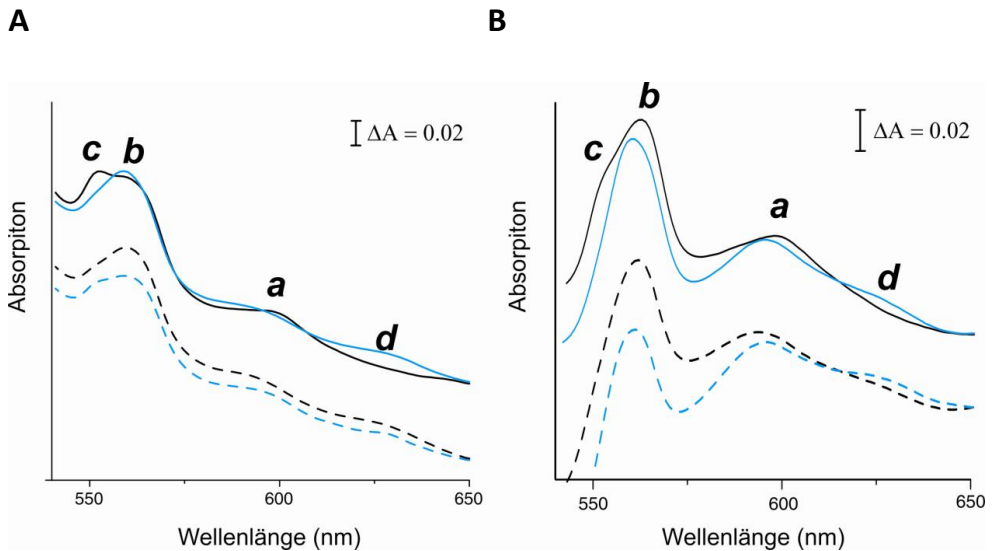 A
B
c b
a
d
ΔA = 0.02
Absorpiton
550
600
650
Wellenlänge (nm)
b
c
a
d
ΔA = 0.02
Absorpiton
550
600
650
Wellenlänge (nm)